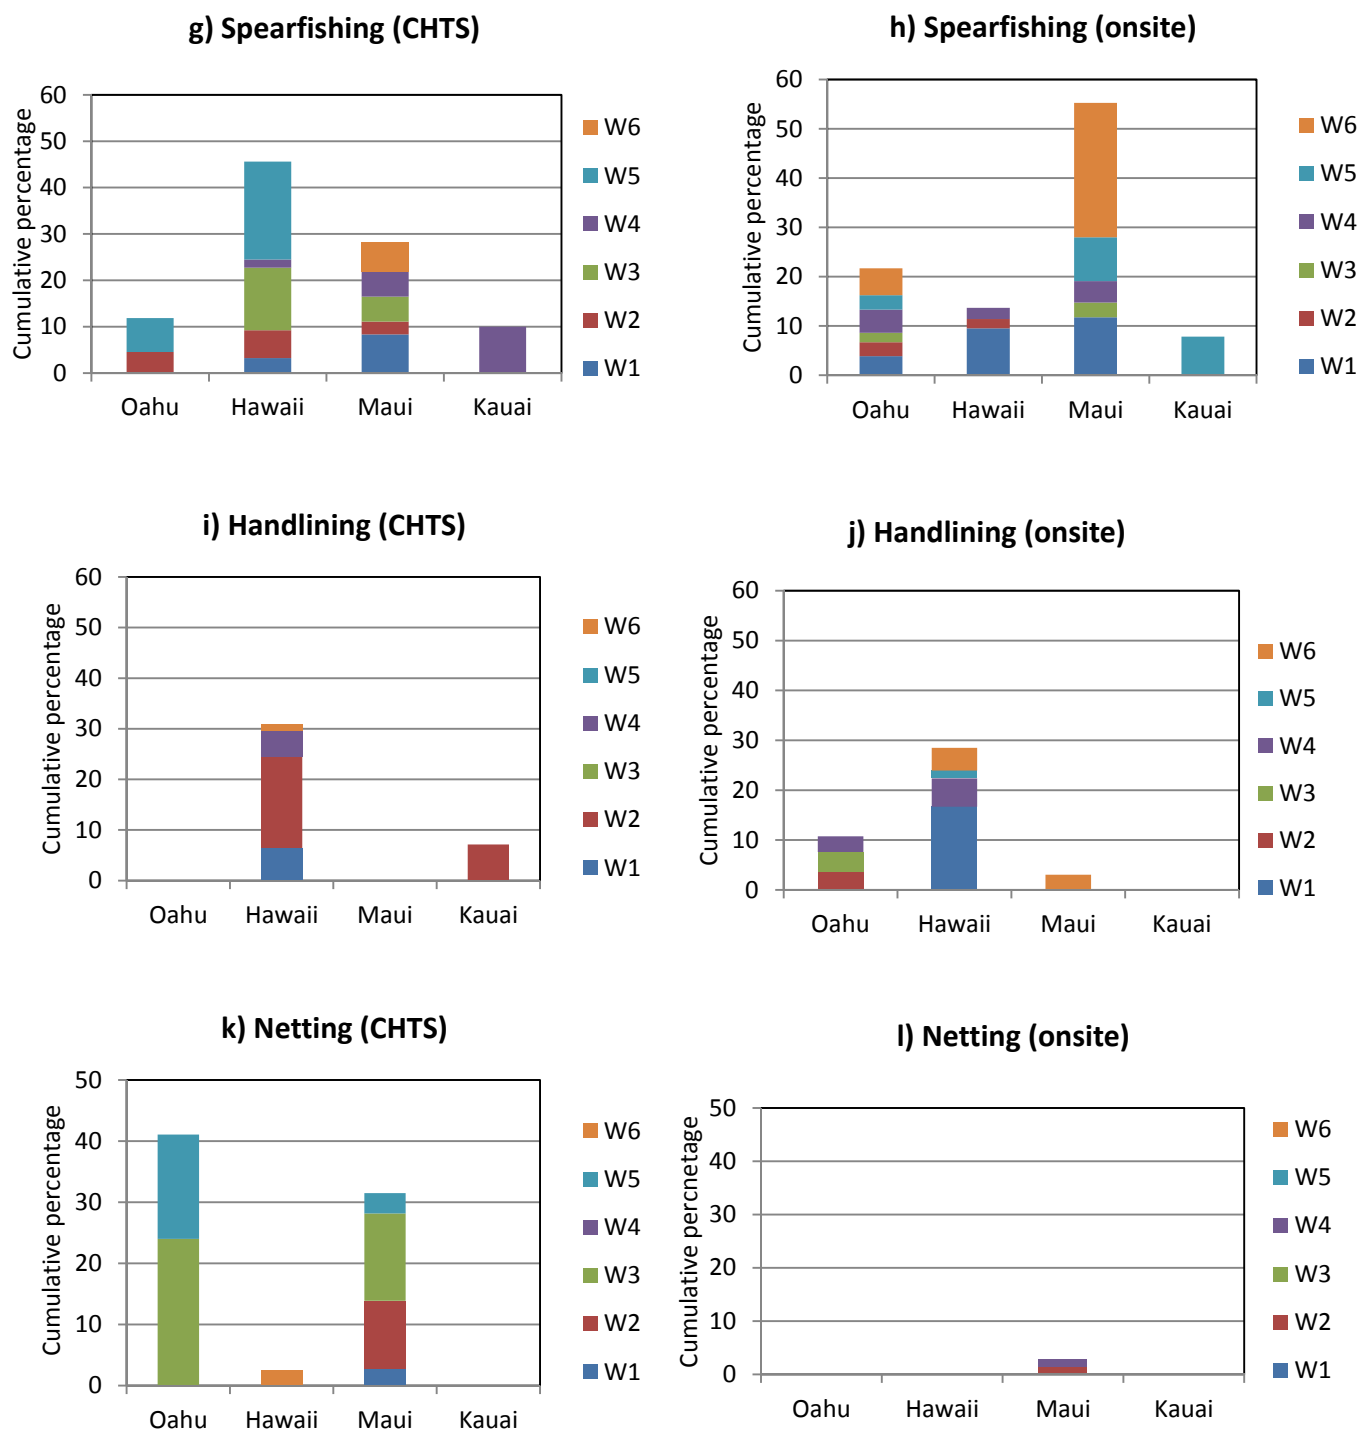 g) Spearfishing (CHTS)
Cumulative percentage
60
50
40
30
20
10
0
Oahu Hawaii Maui Kauai
W6
W5
W4
W3
W2
W1
h) Spearfishing (onsite)
Cumulative percentage
60
50
40
30
20
10
0
Oahu Hawaii Maui Kauai
W6
W5
W4
W3
W2
W1
i) Handlining (CHTS)
Cumulative percentage
60
50
40
30
20
10
0
Oahu Hawaii Maui Kauai
W6
W5
W4
W3
W2
W1
j) Handlining (onsite)
Cumulative percentage
60
50
40
30
20
10
0
Oahu Hawaii Maui Kauai
W6
W5
W4
W3
W2
W1
k) Netting (CHTS)
Cumulative percentage
50
40
30
20
10
0
Oahu Hawaii Maui Kauai
W6
W5
W4
W3
W2
W1
l) Netting (onsite)
Cumulative percnetage
50
40
30
20
10
0
Oahu Hawaii Maui Kauai
W6
W5
W4
W3
W2
W1